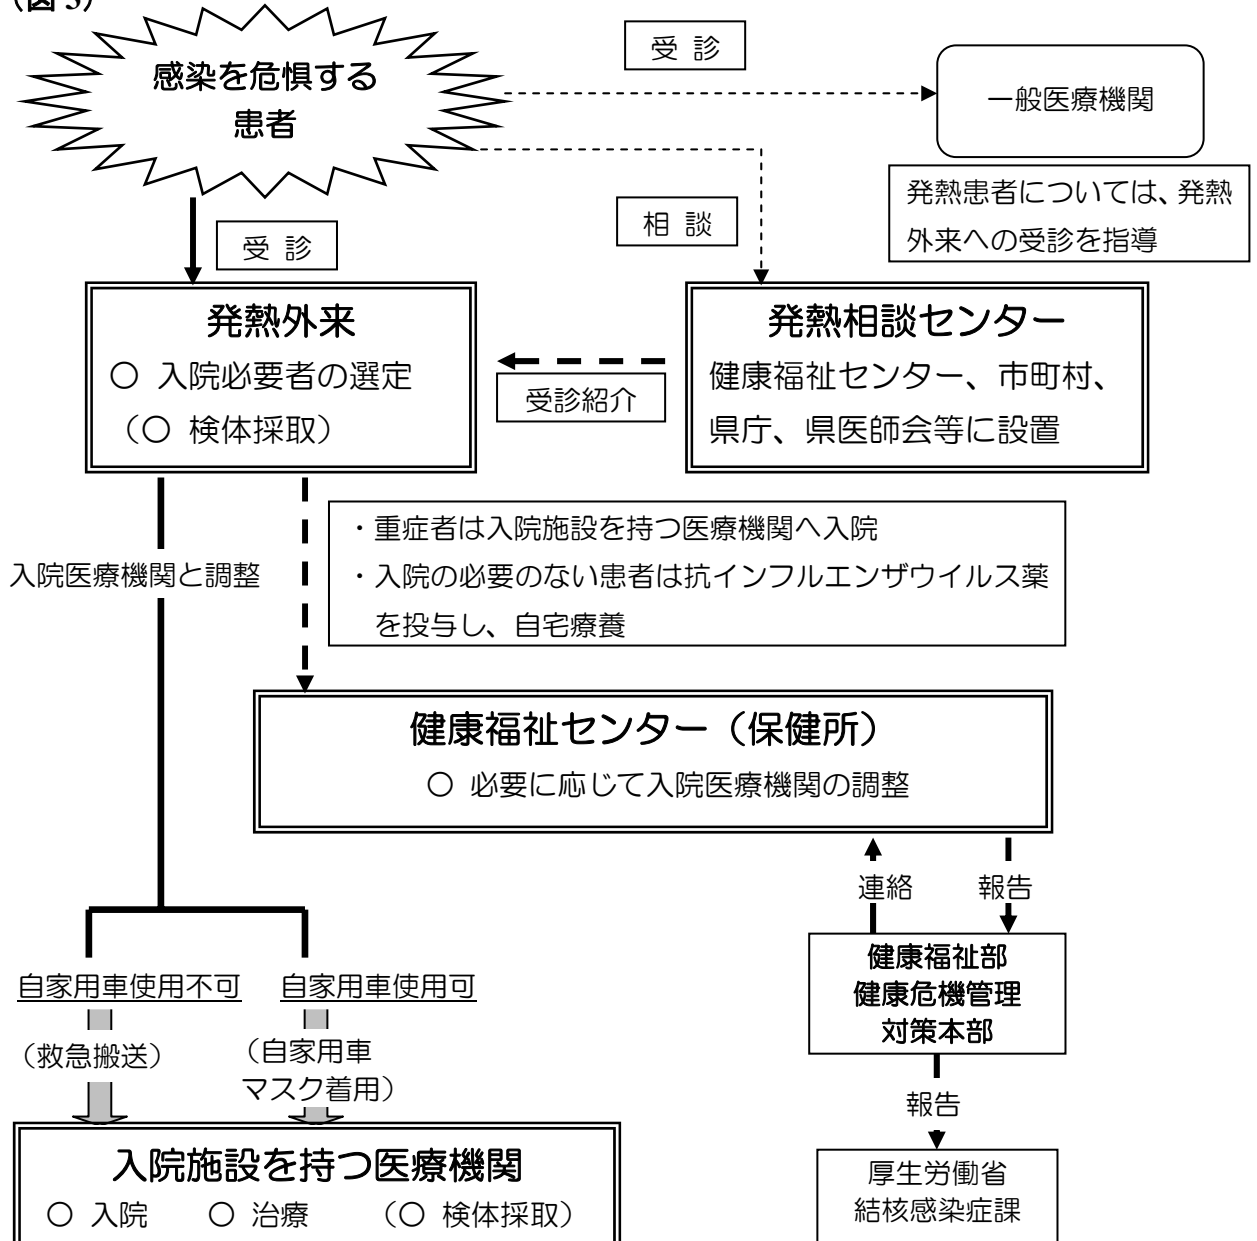 （図3）
感染を危惧する
患者
受 診
一般医療機関
発熱患者については、発熱
外来への受診を指導
相 談
受 診
発熱外来
〇 入院必要者の選定
（〇 検体採取）
受診紹介
発熱相談センター
健康福祉センター、市町村、
県庁、県医師会等に設置
・重症者は入院施設を持つ医療機関へ入院
・入院の必要のない患者は抗インフルエンザウイルス薬
を投与し、自宅療養
入院医療機関と調整
健康福祉センター（保健所）
〇 必要に応じて入院医療機関の調整
連絡
報告
健康福祉部
健康危機管理
対策本部
自家用車使用不可
自家用車使用可
（救急搬送）
（自家用車
マスク着用）
報告
入院施設を持つ医療機関
〇 入院 〇 治療 （〇 検体採取）
厚生労働省
結核感染症課